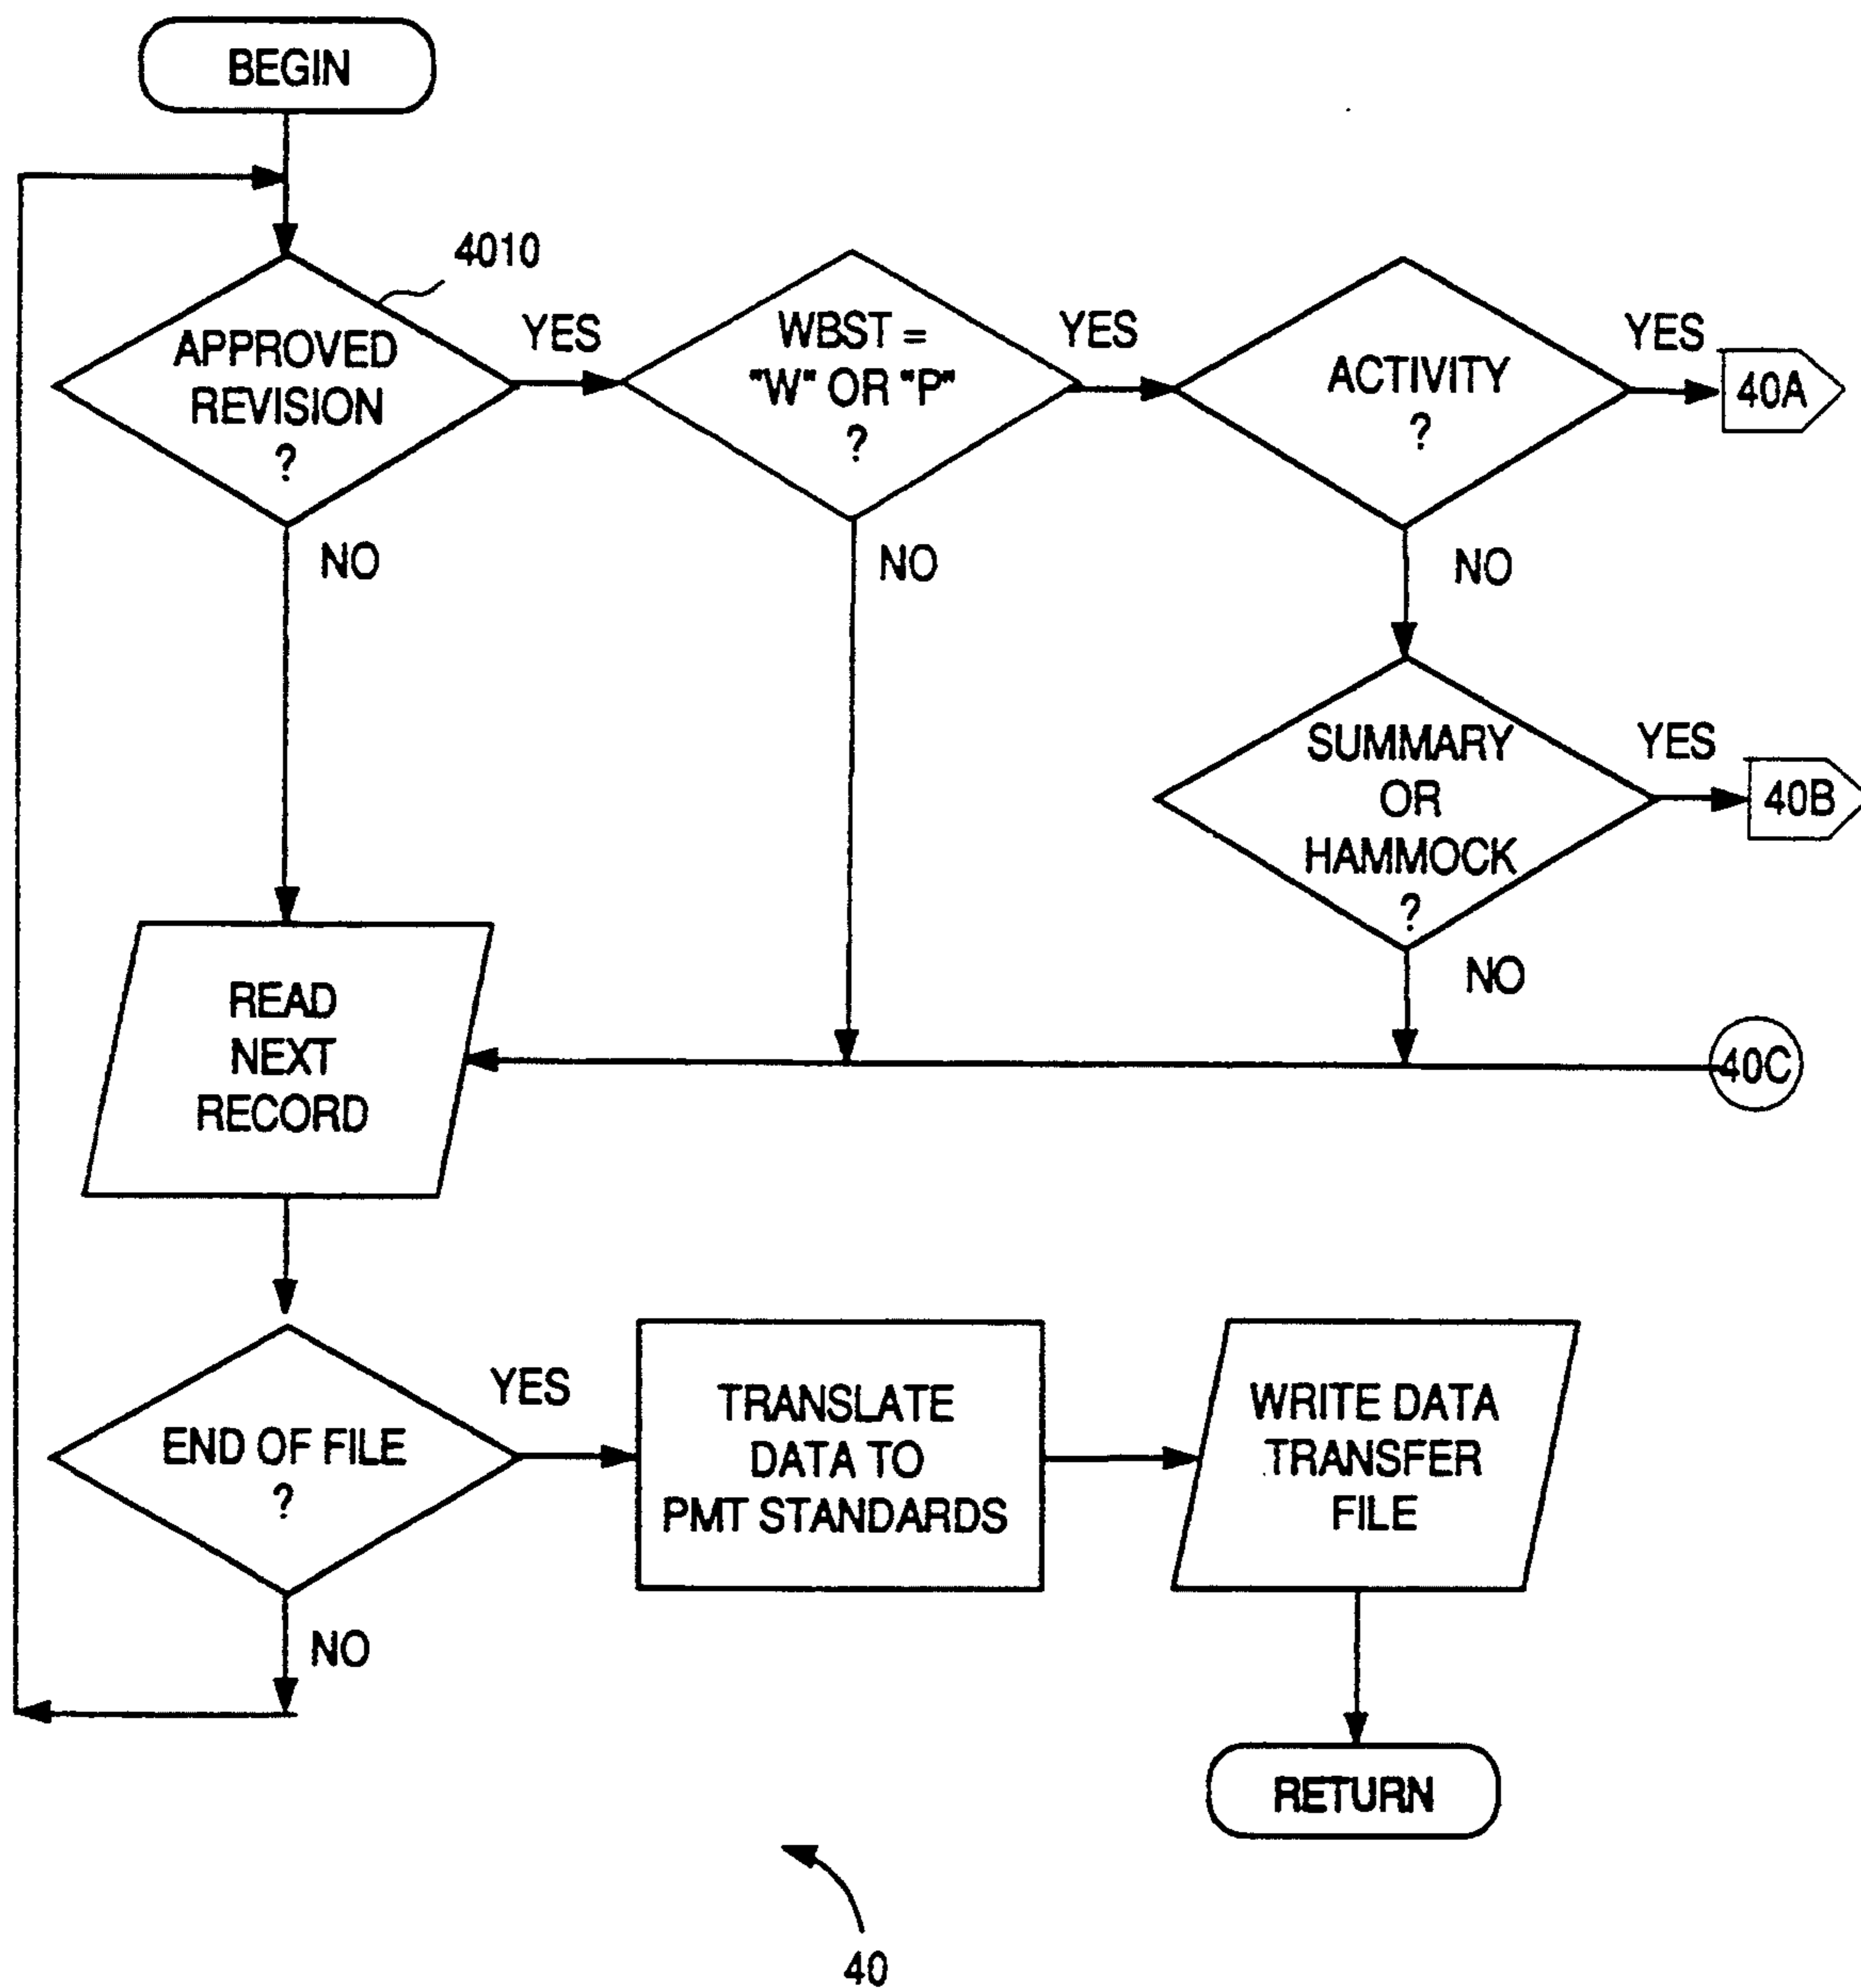 BEGIN
4010
APPROVED
REVISION
?
YES
WBST =
"W" OR "P"
?
YES
ACTIVITY
?
YES
40A
NO
NO
NO
SUMMARY
OR
HAMMOCK
?
YES
40B
NO
READ
NEXT
RECORD
40C
END OF FILE
?
YES
TRANSLATE
DATA TO
PMT STANDARDS
WRITE DATA
TRANSFER
FILE
NO
RETURN
40